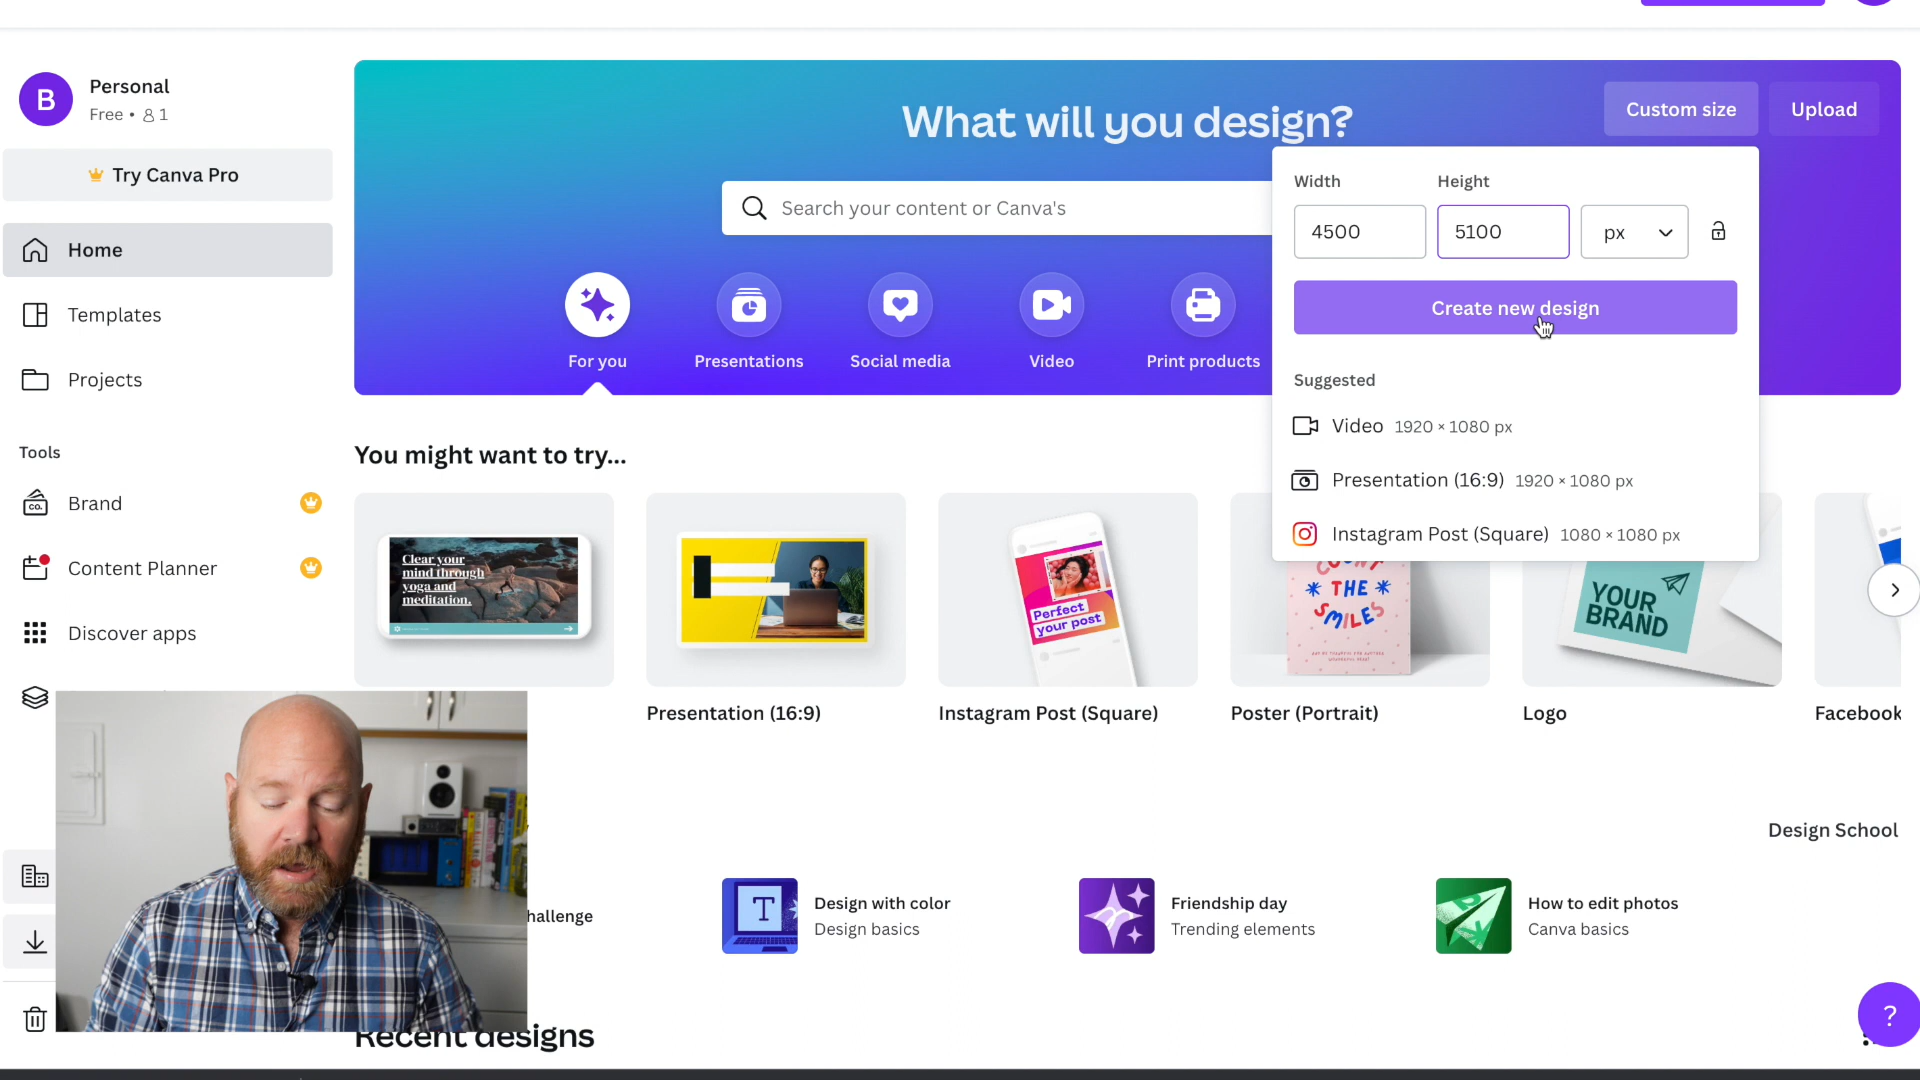 B
Personal
Free • 1
Try Canva Pro
Home
Templates
Projects
Tools
Brand
Content Planner
Discover apps
What will you design?
Custom size
Upload
Search your content or Canva's
For you
Presentations
Social media
Video
Print products
Width
Height
4500
5100
px
Create new design
Suggested
Video 1920 × 1080 px
Presentation (16:9) 1920 × 1080 px
Instagram Post (Square) 1080 × 1080 px
You might want to try...
Clear your
mind through
yoga and
meditation.
Perfect
your post
THE
SMILES
YOUR
BRAND
CO.
Presentation (16:9)
Instagram Post (Square)
Poster (Portrait)
Logo
Facebook
Design School
hallenge
T
Design with color
Design basics
Friendship day
Trending elements
How to edit photos
Canva basics
Recent designs
?